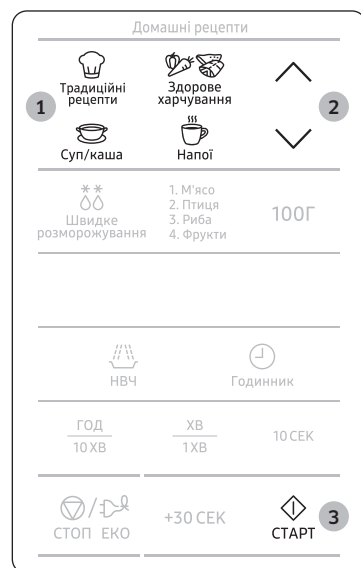 Домашні рецепти
Традиційні
рецепти
Здорове
харчування
1
2
Суп/каша
Напої
Швидке
розморожування
1. М'ясо
2. Птиця
3. Риба
4. Фрукти
100Г
НВЧ
Годинник
ГОД
10 ХВ
ХВ
1 ХВ
10 СЕК
СТОП ЕКО
+30 СЕК
СТАРТ
3